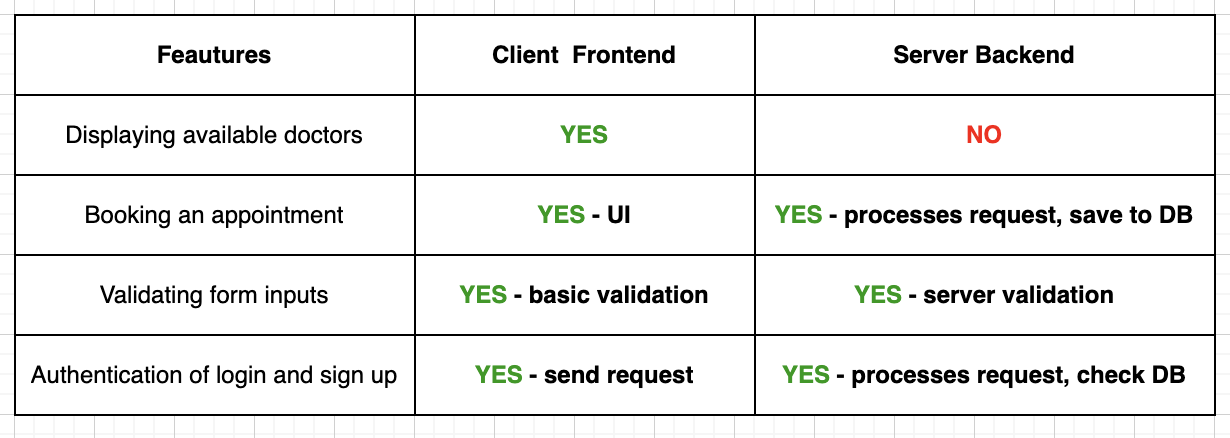 Feautures Client  Frontend Server Backend
Displaying available doctors YES NO
Booking an appointment YES - UI YES - processes request, save to DB
Validating form inputs YES - basic validation YES - server validation
Authentication of login and sign up YES - send request YES - processes request, check DB